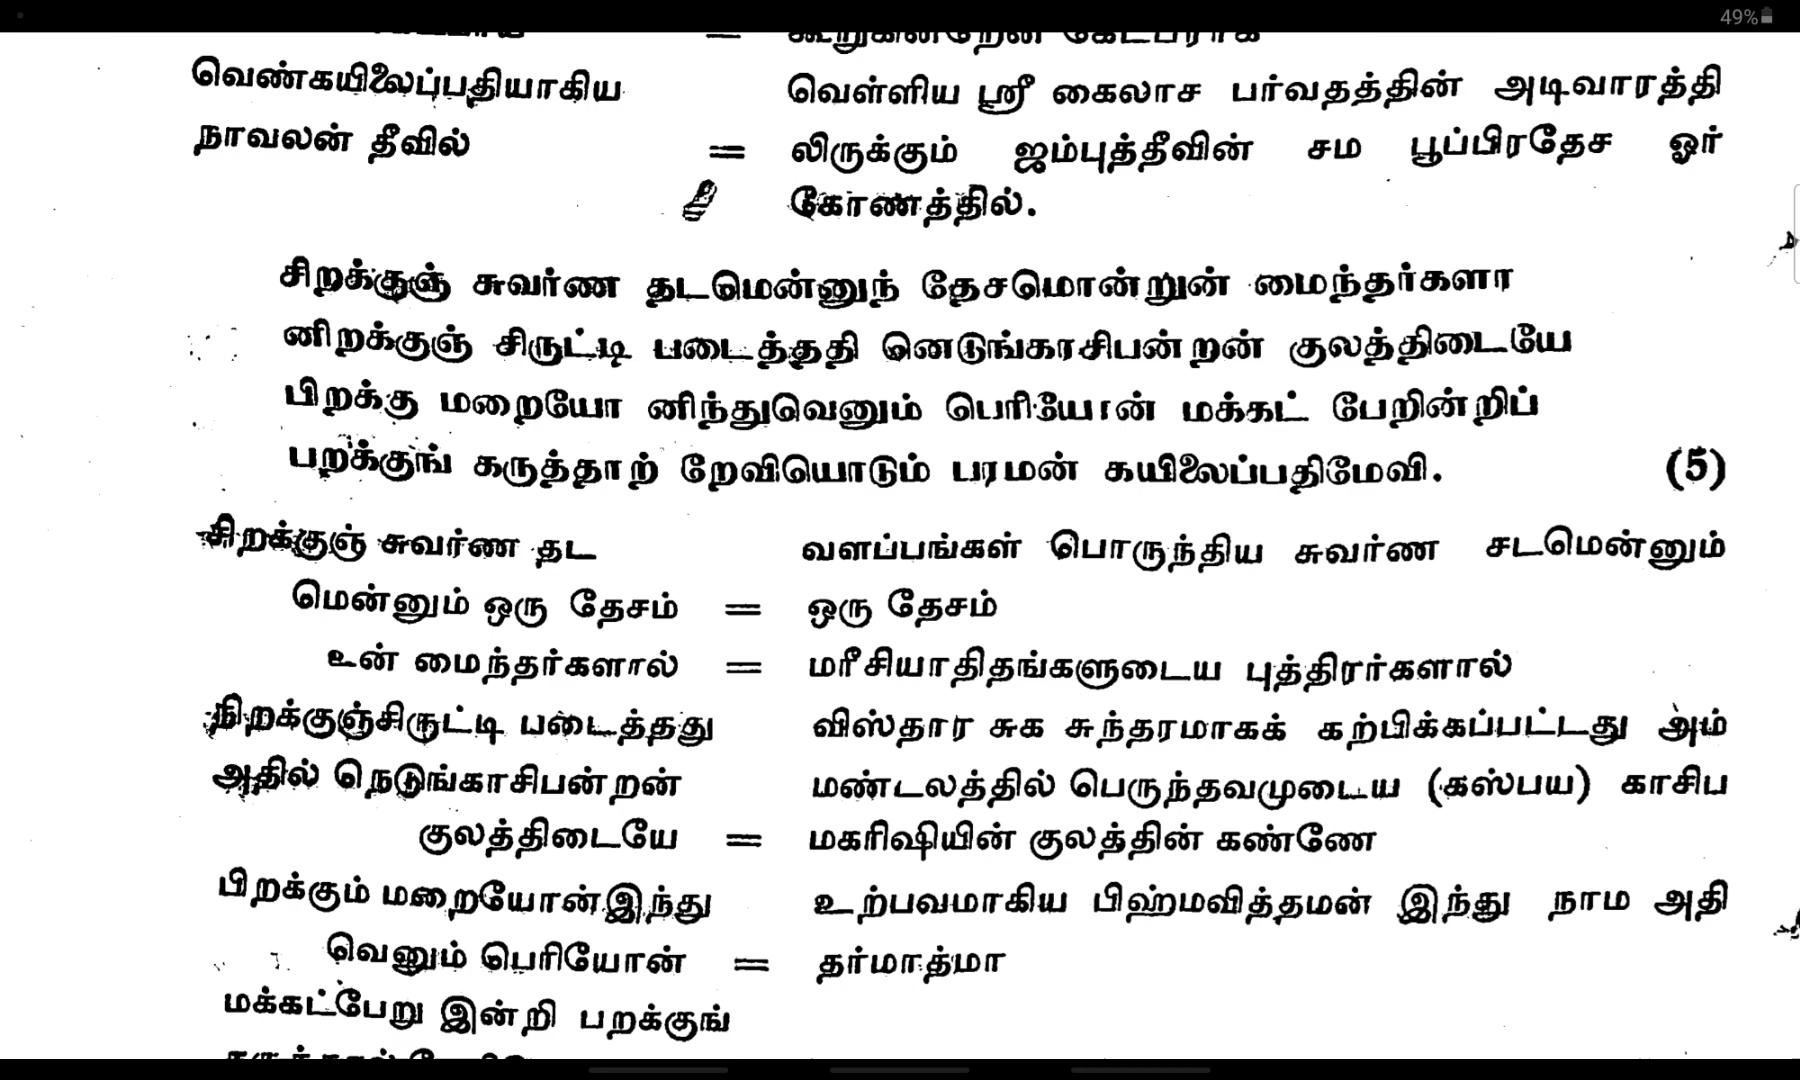 49%
வெண்கயிலைப்பதியாகிய வெள்ளிய ஸ்ரீ கைலாச பர்வதத்தின் அடிவாரத்தி
நாவலன் தீவில் = லிருக்கும் ஜம்புத்தீவின் சம பூப்பிரதேச ஓர்
கோணத்தில்.
சிறக்குஞ் சுவர்ண தடமென்னுந் தேசமொன்றுன் மைந்தர்களா
னிறக்குஞ் சிருட்டி படைத்ததி னெடுங்காசிபன்றன் குலத்திடையே
பிறக்கு மறையோ னிந்துவெனும் பெரியோன் மக்கட் பேறின்றிப்
பறக்குங் கருத்தாற் றேவியொடும் பரமன் கயிலைப்பதிமேவி. (5)
சிறக்குஞ் சுவர்ண தட வளப்பங்கள் பொருந்திய சுவர்ண சடமென்னும்
மென்னும் ஒரு தேசம் = ஒரு தேசம்
உன் மைந்தர்களால் = மரீசியாதிதங்களுடைய புத்திரர்களால்
நிறக்குஞ்சிருட்டி படைத்தது விஸ்தார சுக சுந்தரமாகக் கற்பிக்கப்பட்டது அம்
அதில் நெடுங்காசிபன்றன் மண்டலத்தில் பெருந்தவமுடைய (கஸ்பய) காசிப
குலத்திடையே = மகரிஷியின் குலத்தின் கண்ணே
பிறக்கும் மறையோன்இந்து உற்பவமாகிய பிஹ்மவித்தமன் இந்து நாம அதி
வெனும் பெரியோன் = தர்மாத்மா
மக்கட்பேறு இன்றி பறக்குங்